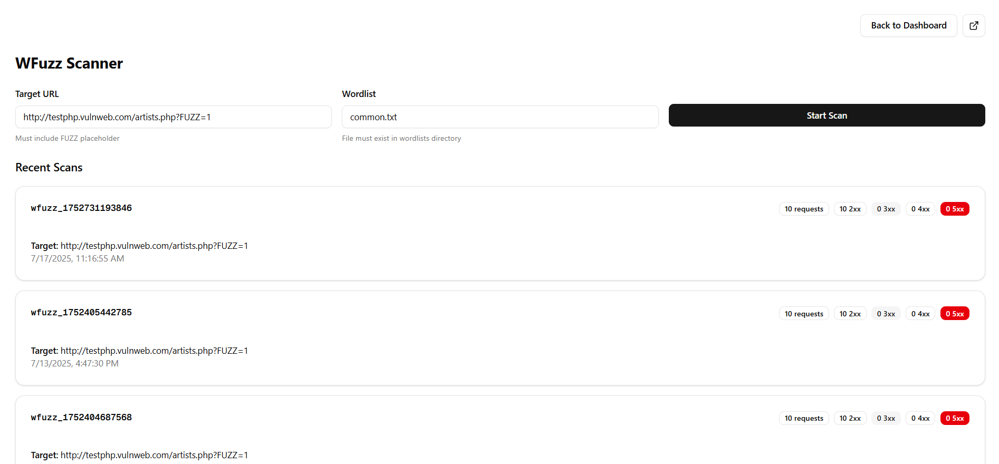 Back to Dashboard
WFuzz Scanner
Target URL
Wordlist
http://testphp.vulnweb.com/artists.php?FUZZ=1
common.txt
Start Scan
Must include FUZZ placeholder
File must exist in wordlists directory
Recent Scans
wfuzz_1752731193846
10 requests 10 2xx 0 3xx 0 4xx 0 5xx
Target: http://testphp.vulnweb.com/artists.php?FUZZ=1
7/17/2025, 11:16:55 AM
wfuzz_1752405442785
10 requests 10 2xx 0 3xx 0 4xx 0 5xx
Target: http://testphp.vulnweb.com/artists.php?FUZZ=1
7/13/2025, 4:47:30 PM
wfuzz_1752404687568
10 requests 10 2xx 0 3xx 0 4xx 0 5xx
Target: http://testphp.vulnweb.com/artists.php?FUZZ=1